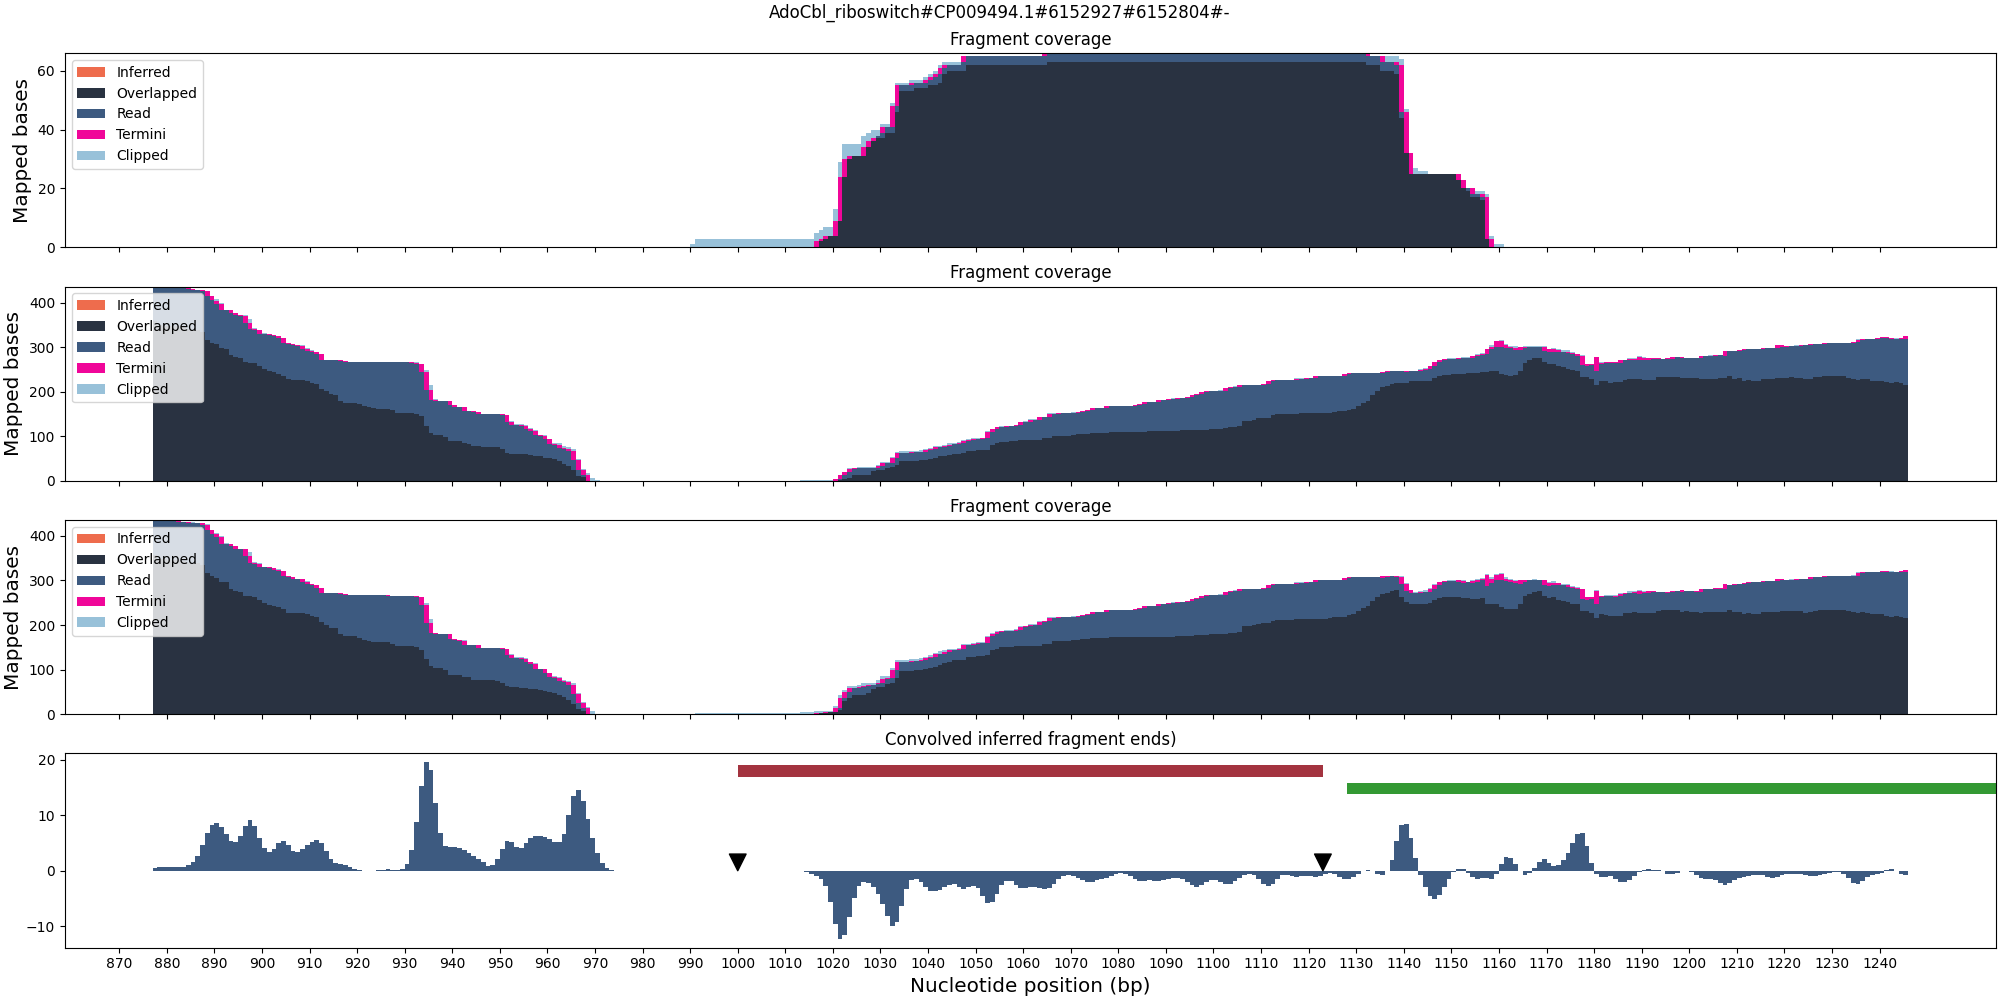 AdoCbl_riboswitch#CP009494.1#6152927#6152804#-
Fragment coverage
Mapped bases
60
40
20
0
Inferred
Overlapped
Read
Termini
Clipped
Fragment coverage
Mapped bases
400
300
200
100
0
Inferred
Overlapped
Read
Termini
Clipped
Fragment coverage
Mapped bases
400
300
200
100
0
Inferred
Overlapped
Read
Termini
Clipped
Convolved inferred fragment ends)
20
10
0
−10
870 880 890 900 910 920 930 940 950 960 970 980 990 1000 1010 1020 1030 1040 1050 1060 1070 1080 1090 1100 1110 1120 1130 1140 1150 1160 1170 1180 1190 1200 1210 1220 1230 1240
Nucleotide position (bp)